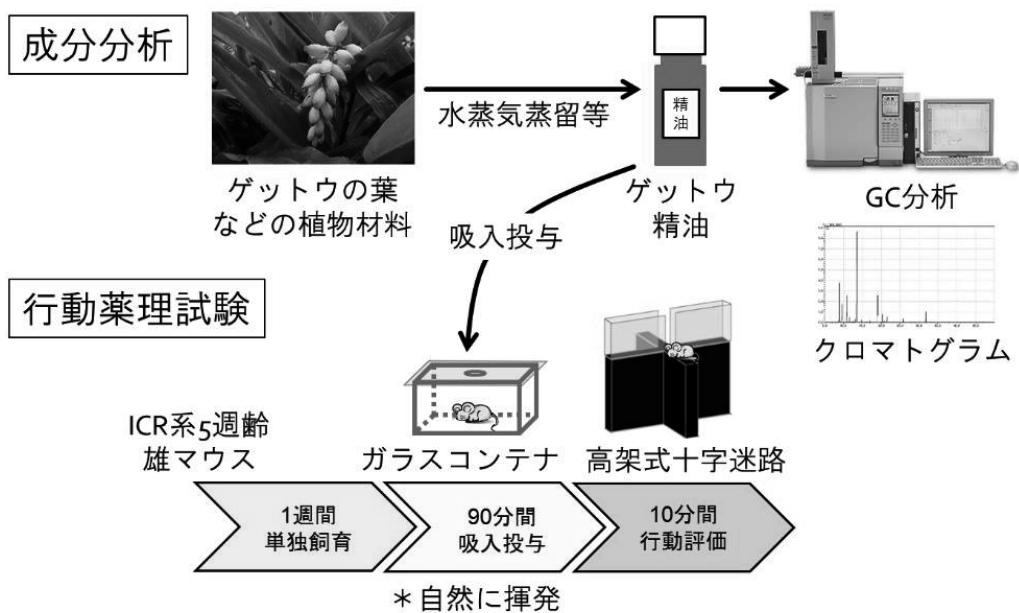 成分分析
水蒸気蒸留等
精
油
ゲットウの葉
などの植物材料
ゲットウ
精油
GC分析
吸入投与
クロマトグラム
行動薬理試験
ICR系5週齢
雄マウス
ガラスコンテナ
高架式十字迷路
1週間
単独飼育
90分間
吸入投与
10分間
行動評価
＊自然に揮発